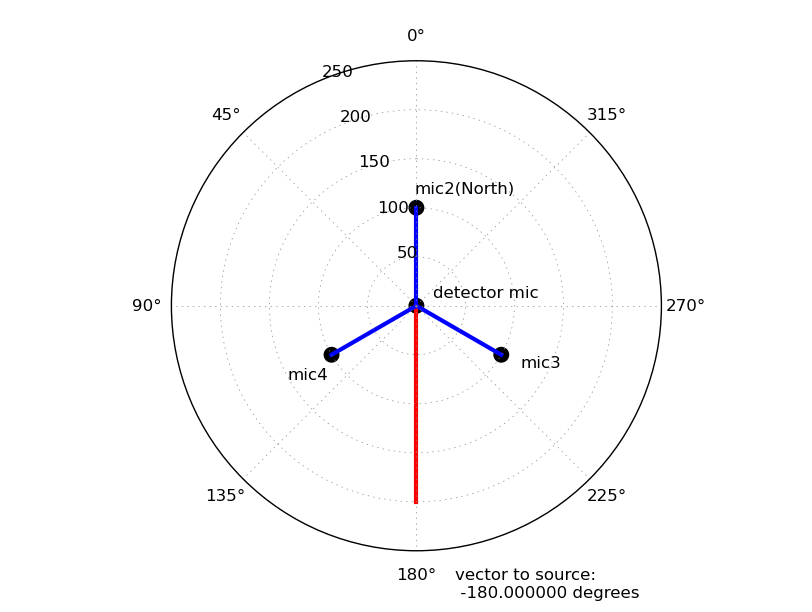 0°
250
45°
315°
200
150
mic2(North)
100
50
detector mic
90°
270°
mic3
mic4
135°
225°
180°
vector to source:
-180.000000 degrees